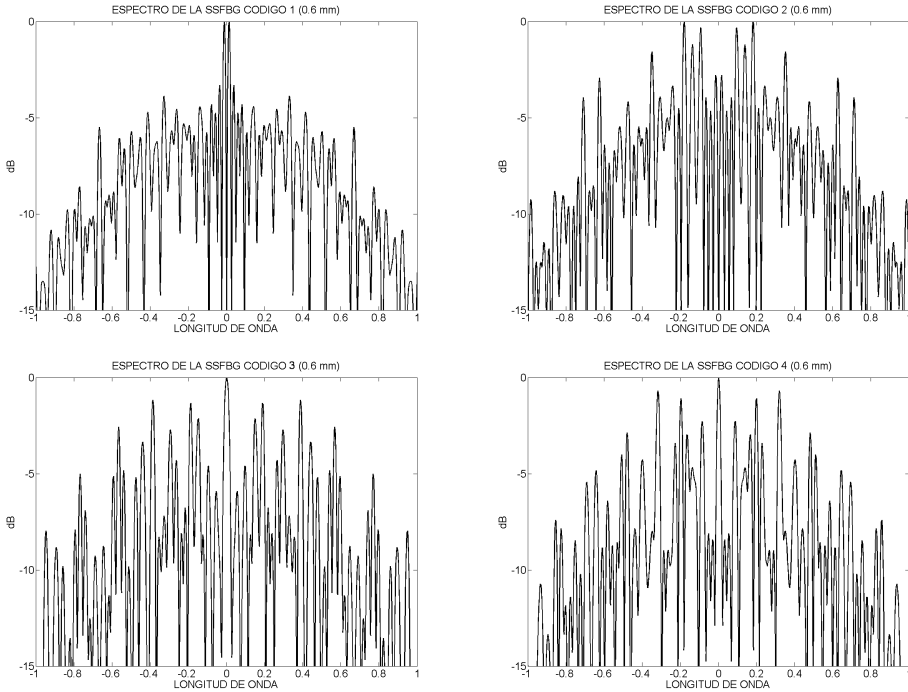 ESPECTRO DE LA SSFBG CODIGO 1 (0.6 mm)
0
-5
-10
-15
dB
-1 -0.8 -0.6 -0.4 -0.2 0 0.2 0.4 0.6 0.8 1
LONGITUD DE ONDA
ESPECTRO DE LA SSFBG CODIGO 2 (0.6 mm)
0
-5
-10
-15
dB
-1 -0.8 -0.6 -0.4 -0.2 0 0.2 0.4 0.6 0.8 1
LONGITUD DE ONDA
ESPECTRO DE LA SSFBG CODIGO 3 (0.6 mm)
0
-5
-10
-15
dB
-1 -0.8 -0.6 -0.4 -0.2 0 0.2 0.4 0.6 0.8 1
LONGITUD DE ONDA
ESPECTRO DE LA SSFBG CODIGO 4 (0.6 mm)
0
-5
-10
-15
dB
-1 -0.8 -0.6 -0.4 -0.2 0 0.2 0.4 0.6 0.8
LONGITUD DE ONDA